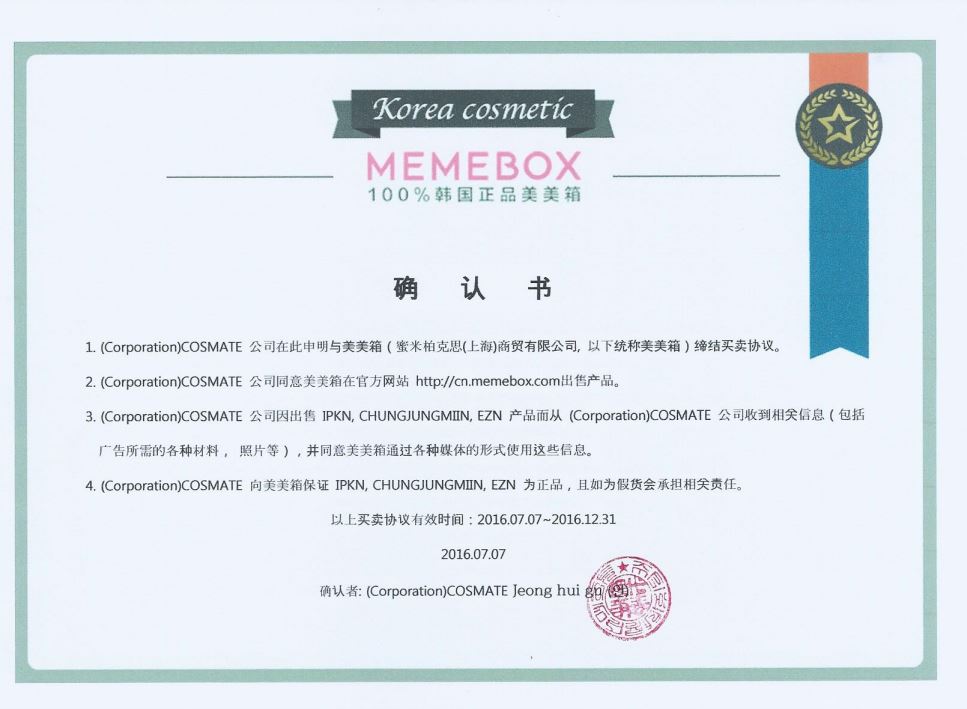 Korea cosmetic
MEMEBOX
100%韩国正品美美箱
确 认 书
1. (Corporation)COSMATE 公司在此申明与美美箱 ( 蜜米柏克思(上海)商贸有限公司, 以下统称美美箱 ) 缔结买卖协议。
2. (Corporation)COSMATE 公司同意美美箱在官方网站 http://cn.memebox.com出售产品。
3. (Corporation)COSMATE 公司因出售 IPKN, CHUNGJUNGMIIN, EZN 产品而从 (Corporation)COSMATE 公司收到相关信息 ( 包括
广告所需的各种材料 , 照片等 ) , 并同意美美箱通过各种媒体的形式使用这些信息。
4. (Corporation)COSMATE 向美美箱保证 IPKN, CHUNGJUNGMIIN, EZN 为正品 , 且如为假货会承担相关责任。
以上买卖协议有效时间 : 2016.07.07~2016.12.31
2016.07.07
确认者: (Corporation)COSMATE Jeong hui